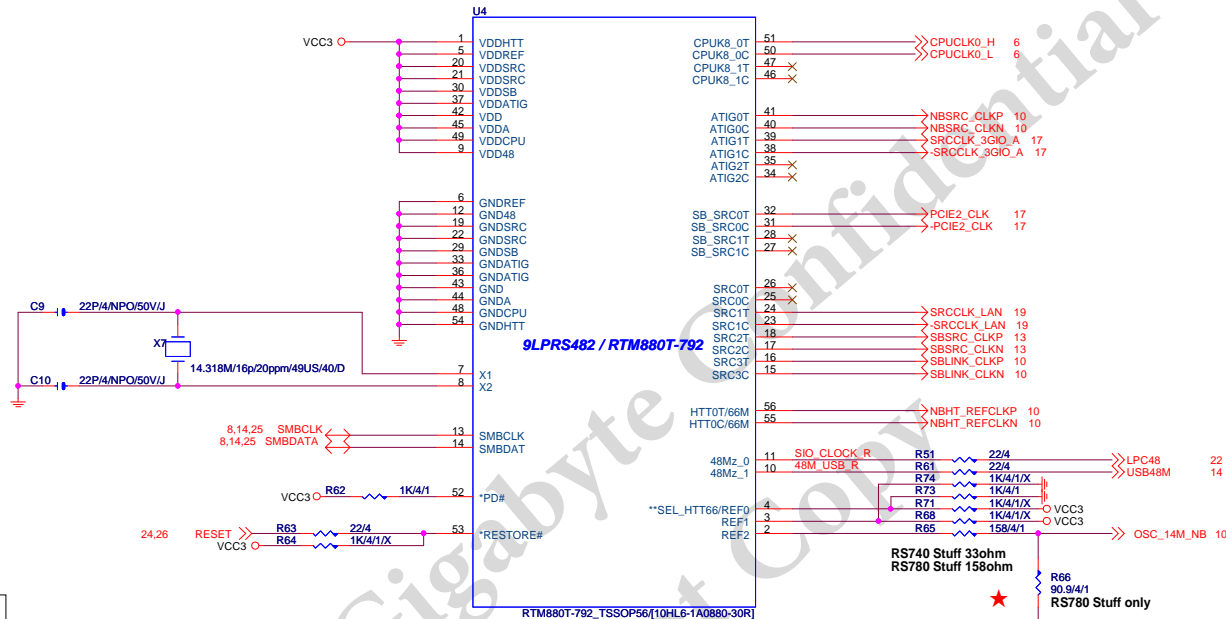 U4
VCC3
1 VDDHTT
5 VDDREF
20 VDDSRC
21 VDDSRC
30 VDDSB
37 VDDATIG
42 VDD
45 VDDA
49 VDDCPU
9 VDD48
6 GNDREF
12 GND48
19 GNDSRC
22 GNDSRC
29 GNDSB
33 GNDATIG
36 GNDATIG
43 GND
44 GNDA
48 GNDCPU
54 GNDHTT
C9 22P/4/NPO/50V/J
X7
14.318M/16p/20ppm/49US/40/D
C10 22P/4/NPO/50V/J
7 X1
8 X2
8,14,25 SMBCLK 13 SMBCLK
8,14,25 SMBDATA 14 SMBDAT
VCC3 R62 1K/4/1 52 *PD#
24,26 RESET R63 22/4 53 *RESTORE#
VCC3 R64 1K/4/1/X
9LPRS482 / RTM880T-792
CPUK8_0T 51 CPUCLK0_H 6
CPUK8_0C 50 CPUCLK0_L 6
CPUK8_1T 47
CPUK8_1C 46
ATIG0T 41 NBSRC_CLKP 10
ATIG0C 40 NBSRC_CLKN 10
ATIG1T 39 SRCCLK_3GIO_A 17
ATIG1C 38 -SRCCLK_3GIO_A 17
ATIG2T 35
ATIG2C 34
SB_SRC0T 32 PCIE2_CLK 17
SB_SRC0C 31 -PCIE2_CLK 17
SB_SRC1T 28
SB_SRC1C 27
SRC0T 26
SRC0C 25
SRC1T 24 SRCCLK_LAN 19
SRC1C 23 -SRCCLK_LAN 19
SRC2T 18 SBSRC_CLKP 13
SRC2C 17 SBSRC_CLKN 13
SRC3T 16 SBLINK_CLKP 10
SRC3C 15 SBLINK_CLKN 10
HTT0T/66M 56 NBHT_REFCLKP 10
HTT0C/66M 55 NBHT_REFCLKN 10
48Mz_0 11 SIO_CLOCK_R R51 22/4 LPC48 22
48Mz_1 10 48M_USB_R R61 22/4 USB48M 14
R74 1K/4/1/X
R73 1K/4/1
**SEL_HTT66/REF0 4 R71 1K/4/1/X VCC3
REF1 3 R68 1K/4/1/X VCC3
REF2 2 R65 158/4/1 OSC_14M_NB 10
RS740 Stuff 33ohm
RS780 Stuff 158ohm
R66
90.9/4/1
RS780 Stuff only
RTM880T-792_TSSOP56/[10HL6-1A0880-30R]
Gigabyte Confidential
Copy